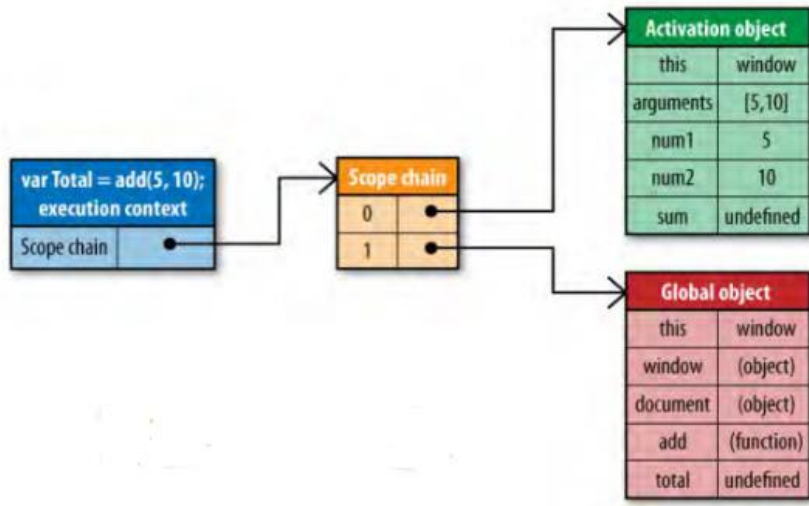 var Total = add(5, 10);
execution context
Scope chain
Scope chain
0
1
Activation object
this window
arguments [5,10]
num1 5
num2 10
sum undefined
Global object
this window
window (object)
document (object)
add (function)
total undefined